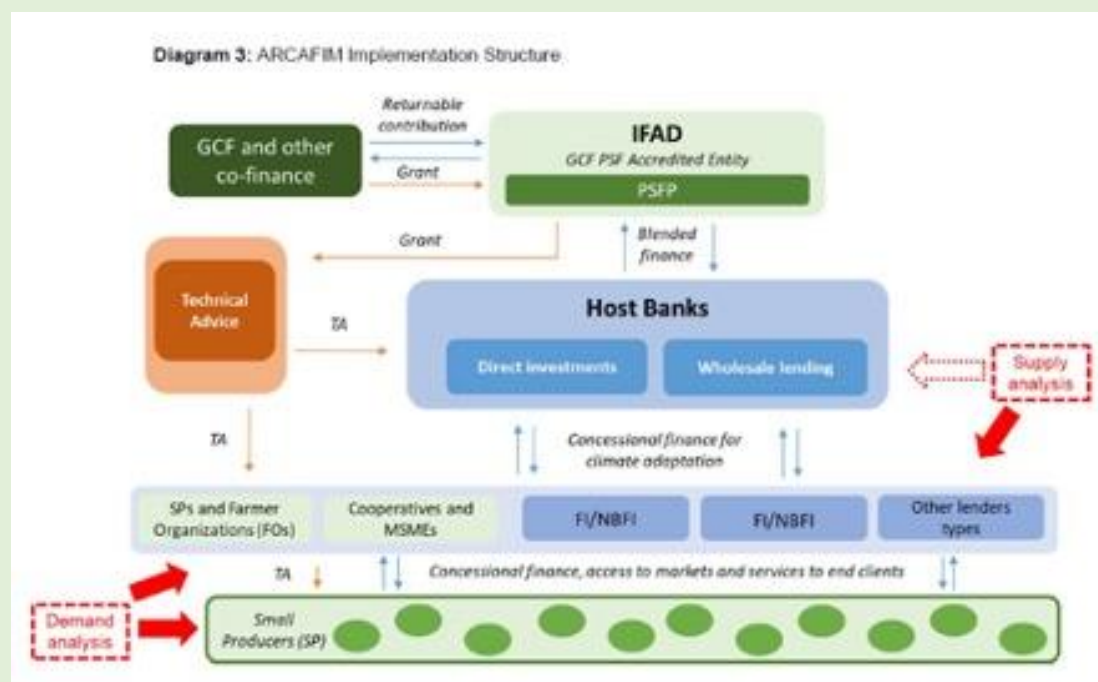 Diagram 3: ARCAFIM Implementation Structure
Returnable
contribution
GCF and other
co-finance
Grant
IFAD
GCF PSF Accredited Entity
PSFP
Grant
Blended
finance
Technical
Advice
TA
Host Banks
Direct investments
Wholesale lending
Supply
analysis
TA
Concessional finance for
climate adaptation
SPs and Farmer
Organizations (FOs)
Cooperatives and
MSMEs
FI/NBFI
FI/NBFI
Other lenders
types
TA
Concessional finance, access to markets and services to end clients
Demand
analysis
Small
Producers (SP)